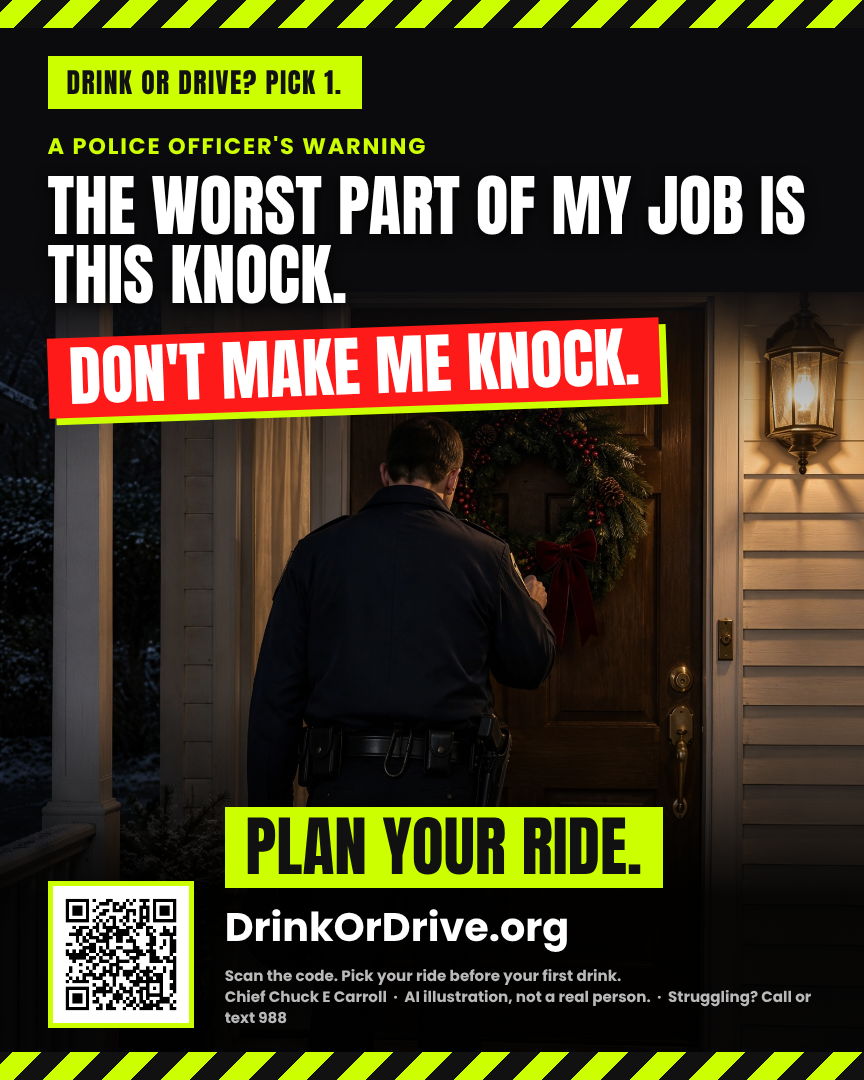 DRINK OR DRIVE? PICK 1.
A POLICE OFFICER'S WARNING
THE WORST PART OF MY JOB IS
THIS KNOCK.
DON'T MAKE ME KNOCK.
PLAN YOUR RIDE.
DrinkOrDrive.org
Scan the code. Pick your ride before your first drink.
Chief Chuck E Carroll · AI illustration, not a real person. · Struggling? Call or
text 988